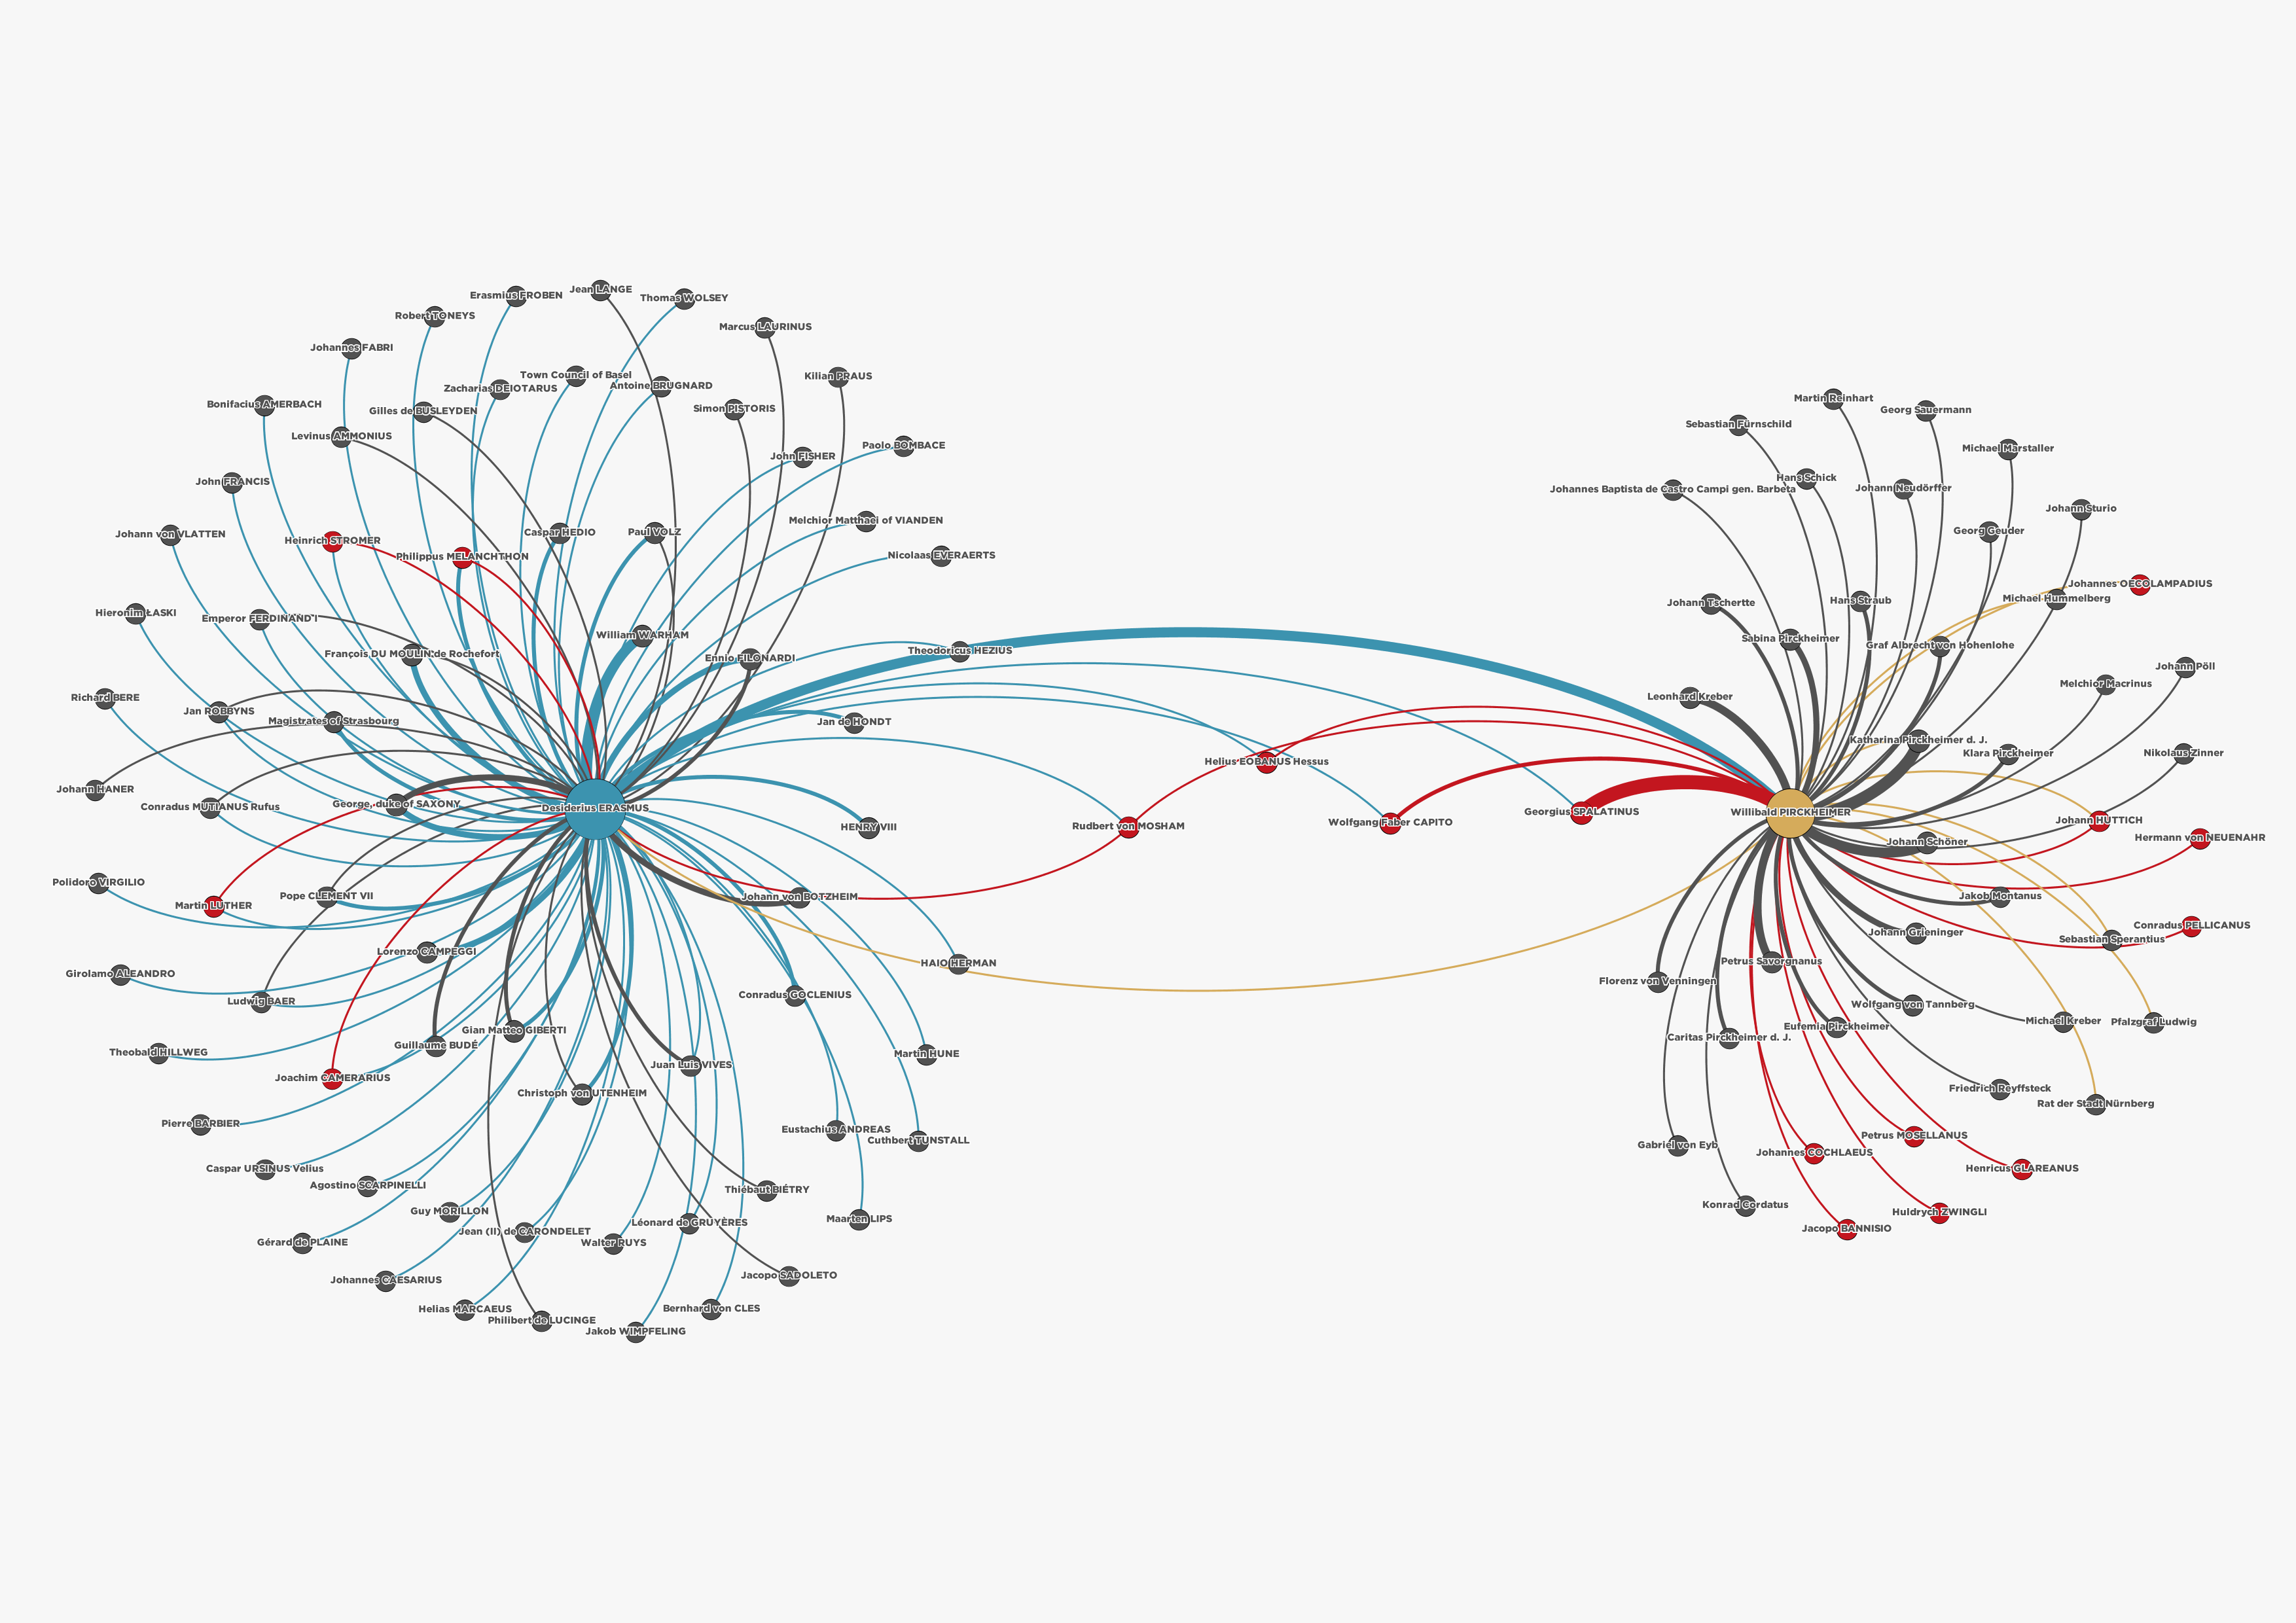 Jean LANGE
Erasmius FROBEN
Thomas WOLSEY
Robert TONEYS
Marcus LAURINUS
Johannes FABRI
Town Council of Basel
Kilian PRAUS
Zacharias DEIOTARUS
Antoine BRUGNARD
Bonifacius AMERBACH
Gilles de BUSLEYDEN
Simon PISTORIS
Levinus AMMONIUS
Paolo BOMBACE
John FISHER
John FRANCIS
Melchior Matthaei of VIANDEN
Johann von VLATTEN
Caspar HEDIO
Paul VOLZ
Heinrich STROMER
Philippus MELANCHTHON
Nicolaas EVERAERTS
Hieronim ŁASKI
Emperor FERDINAND I
William WARHAM
Theodoricus HEZIUS
François DU MOULIN de Rochefort
Ennio FILONARDI
Richard BERE
Jan ROBBYNS
Magistrates of Strasbourg
Jan de HONDT
Helius EOBANUS Hessus
Johann HANER
Conradus MUTIANUS Rufus
George, duke of SAXONY
Desiderius ERASMUS
HENRY VIII
Rudbert von MOSHAM
Wolfgang Faber CAPITO
Georgius SPALATINUS
Willibald PIRCKHEIMER
Polidoro VIRGILIO
Pope CLEMENT VII
Johann von BOTZHEIM
Martin LUTHER
Lorenzo CAMPEGGI
HAIO HERMAN
Girolamo ALEANDRO
Conradus GOCLENIUS
Ludwig BAER
Gian Matteo GIBERTI
Guillaume BUDÉ
Theobald HILLWEG
Martin HUNE
Juan Luis VIVES
Joachim CAMERARIUS
Christoph von UTENHEIM
Pierre BARBIER
Eustachius ANDREAS
Cuthbert TUNSTALL
Caspar URSINUS Velius
Agostino SCARPINELLI
Thiébaut BIÉTRY
Guy MORILLON
Maarten LIPS
Léonard de GRUYÈRES
Jean (II) de CARONDELET
Gérard de PLAINE
Walter RUYS
Johannes CAESARIUS
Jacopo SADOLETO
Helias MARCAEUS
Bernhard von CLES
Philibert de LUCINGE
Jakob WIMPFELING
Martin Reinhart
Georg Sauermann
Sebastian Fürnschild
Michael Marstaller
Hans Schick
Johannes Baptista de Castro Campi gen. Barbeta
Johann Neudörffer
Johann Sturio
Georg Geuder
Johannes OECOLAMPADIUS
Johann Tschertte
Hans Straub
Michael Hummelberg
Sabina Pirckheimer
Graf Albrecht von Hohenlohe
Johann Pöll
Melchior Macrinus
Leonhard Kreber
Katharina Pirckheimer d. J.
Klara Pirckheimer
Nikolaus Zinner
Johann HUTTICH
Hermann von NEUENAHR
Johann Schöner
Jakob Montanus
Conradus PELLICANUS
Johann Grieninger
Sebastian Sperantius
Petrus Savorgnanus
Florenz von Venningen
Wolfgang von Tannberg
Michael Kreber
Pfalzgraf Ludwig
Eufemia Pirckheimer
Caritas Pirckheimer d. J.
Friedrich Reyffsteck
Rat der Stadt Nürnberg
Petrus MOSELLANUS
Gabriel von Eyb
Johannes COCHLAEUS
Henricus GLAREANUS
Konrad Cordatus
Huldrych ZWINGLI
Jacopo BANNISIO